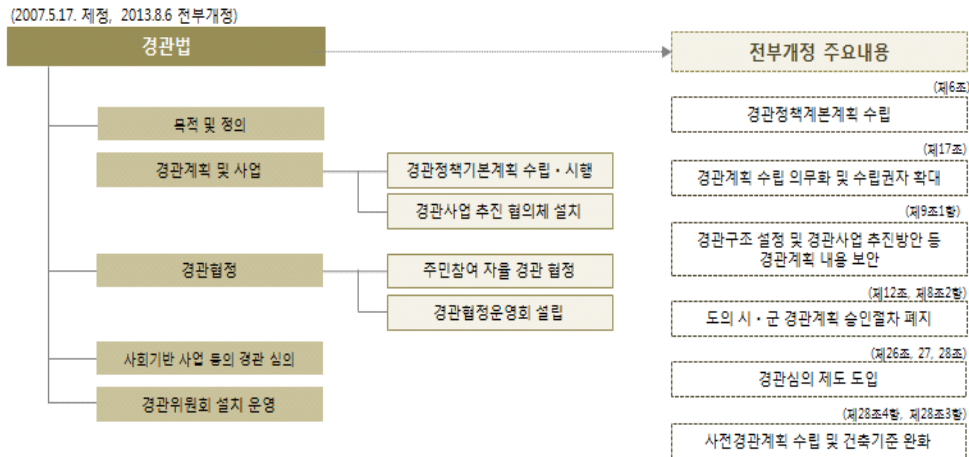 (2007.5.17. 제정, 2013.8.6 전부개정)
경관법
목적 및 정의
경관계획 및 사업
경관정책기본계획 수립・시행
경관사업 추진 협의체 설치
경관협정
주민참여 자율 경관 협정
경관협정운영회 설립
사회기반 사업 등의 경관 심의
경관위원회 설치 운영
전부개정 주요내용
(제6조)
경관정책계본계획 수립
(제17조)
경관계획 수립 의무화 및 수립권자 확대
(제9조1항)
경관구조 설정 및 경관사업 추진방안 등
경관계획 내용 보안
(제12조, 제8조2항)
도의 시・군 경관계획 승인절차 폐지
(제26조, 27, 28조)
경관심의 제도 도입
(제28조4항, 제28조3항)
사전경관계획 수립 및 건축기준 완화